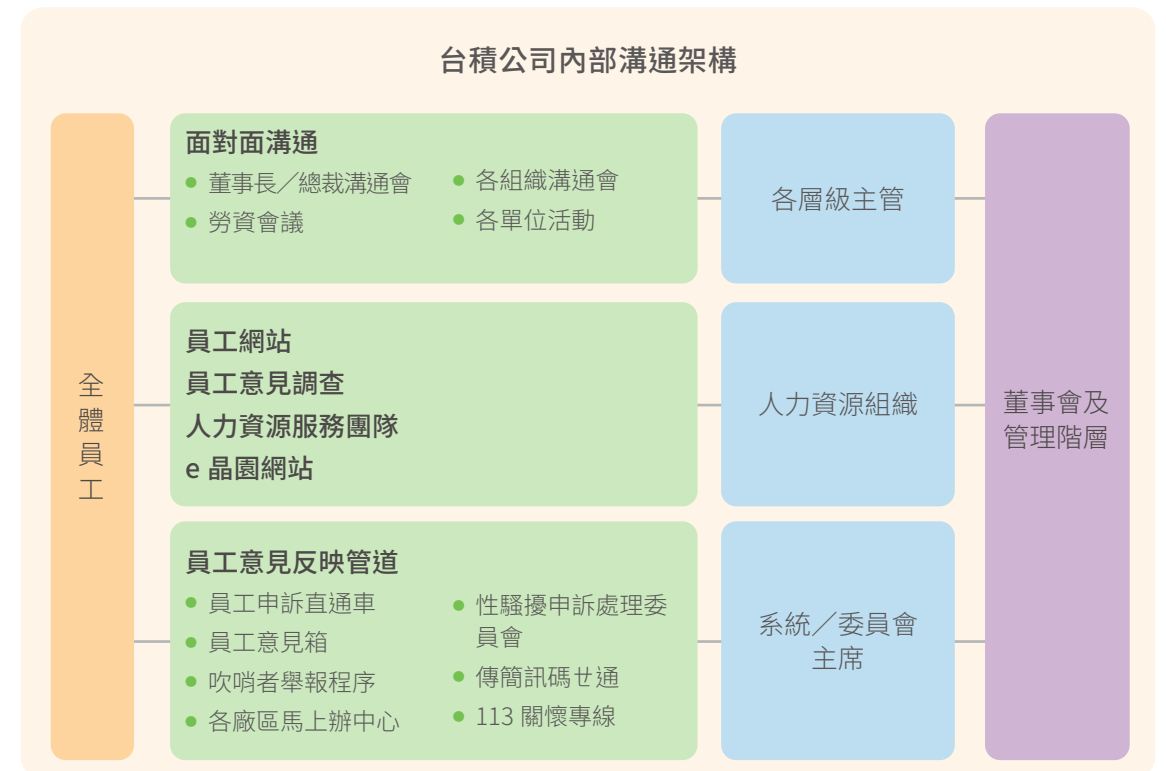 台積公司內部溝通架構
全
體
員
工
面對面溝通
董事長／總裁溝通會
勞資會議
各組織溝通會
各單位活動
各層級主管
員工網站
員工意見調查
人力資源服務團隊
e 晶園網站
人力資源組織
員工意見反映管道
員工申訴直通車
員工意見箱
吹哨者舉報程序
各廠區馬上辦中心
性騷擾申訴處理委
員會
傳簡訊碼ㄝ通
113 關懷專線
系統／委員會
主席
董事會及
管理階層